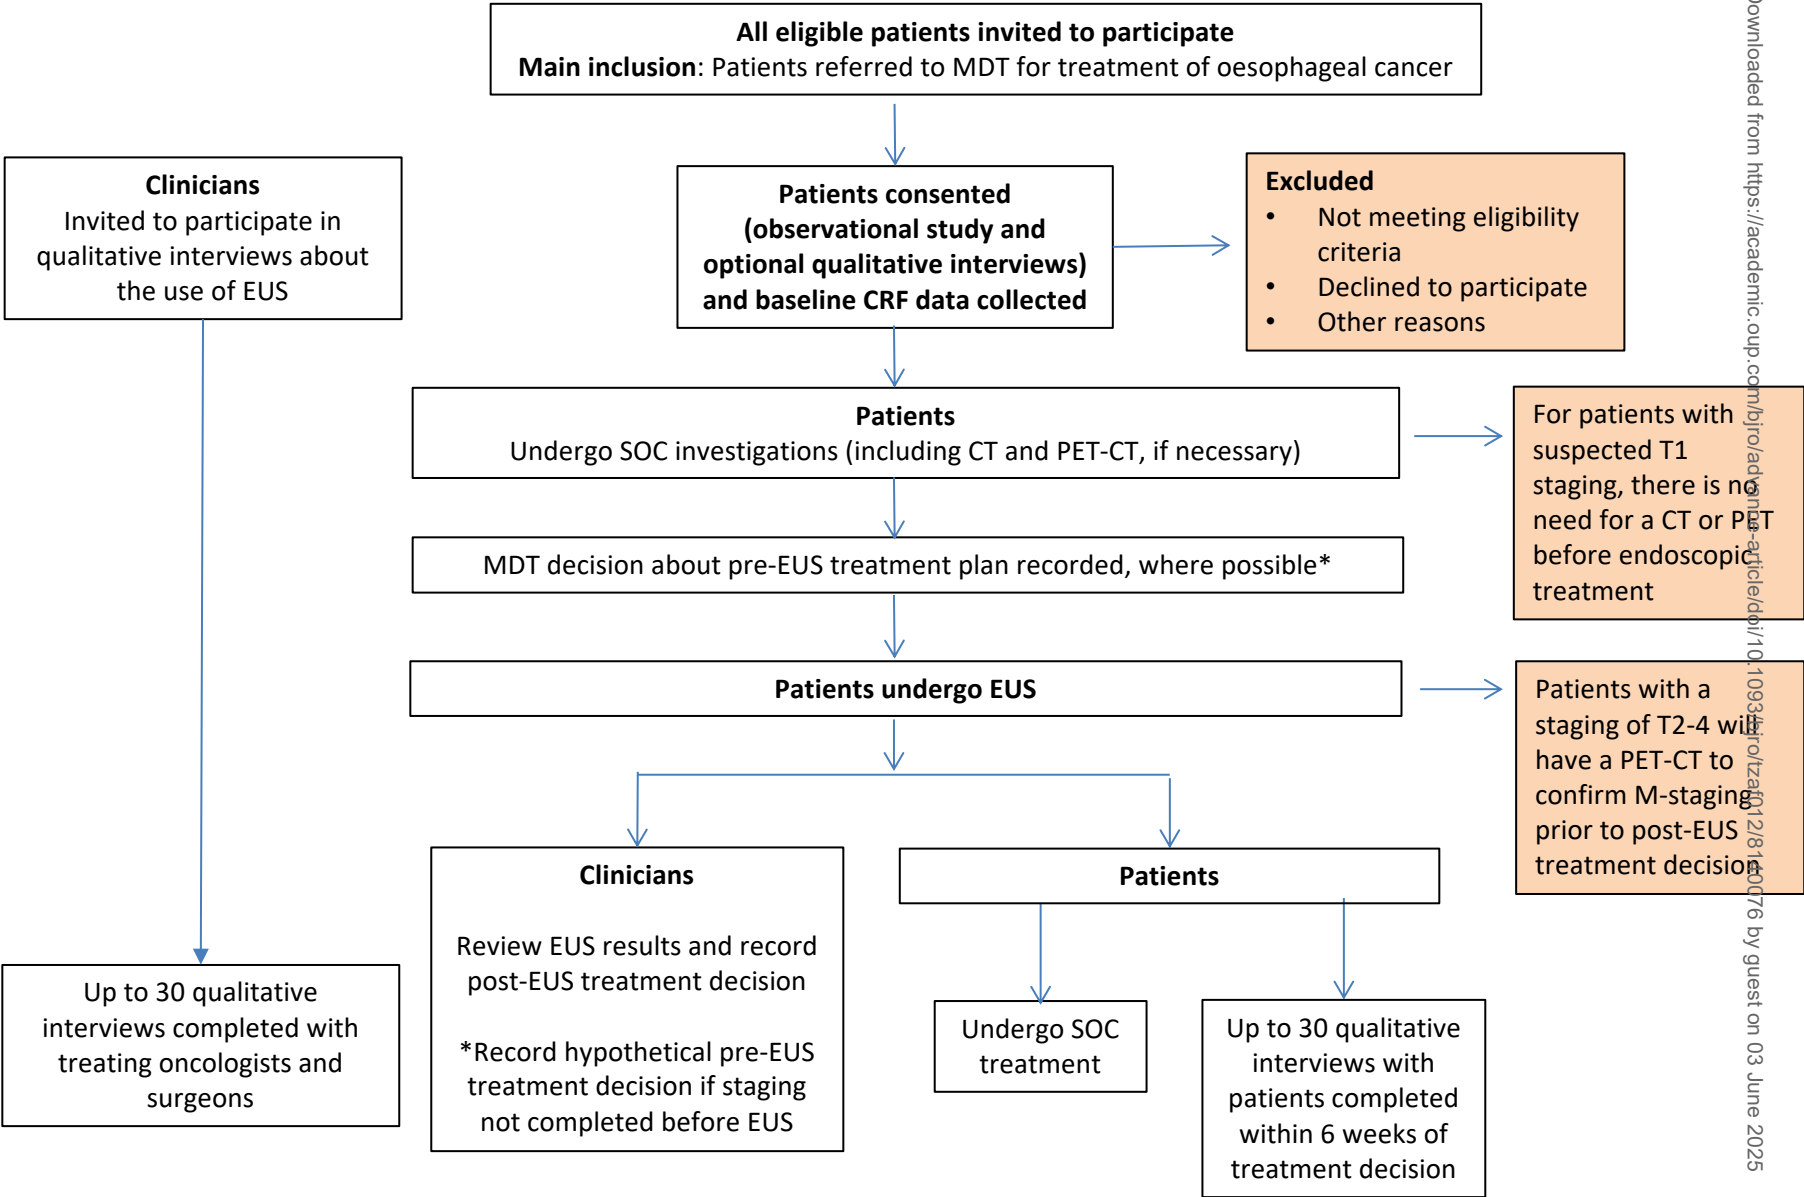 All eligible patients invited to participate
Main inclusion: Patients referred to MDT for treatment of oesophageal cancer
Clinicians
Invited to participate in
qualitative interviews about
the use of EUS
Patients consented
(observational study and
optional qualitative interviews)
and baseline CRF data collected
Excluded
• Not meeting eligibility
criteria
• Declined to participate
• Other reasons
Patients
Undergo SOC investigations (including CT and PET-CT, if necessary)
For patients with
suspected T1
staging, there is no
need for a CT or PET
before endoscopic
treatment
MDT decision about pre-EUS treatment plan recorded, where possible*
Patients undergo EUS
Patients with a
staging of T2-4 will
have a PET-CT to
confirm M-staging
prior to post-EUS
treatment decision
Clinicians
Review EUS results and record
post-EUS treatment decision
*Record hypothetical pre-EUS
treatment decision if staging
not completed before EUS
Patients
Up to 30 qualitative
interviews completed with
treating oncologists and
surgeons
Undergo SOC
treatment
Up to 30 qualitative
interviews with
patients completed
within 6 weeks of
treatment decision
Downloaded from https://academic.oup.com/bjro/advance-article/doi/10.1093/bjro/tzaf012/8140076 by guest on 03 June 2025